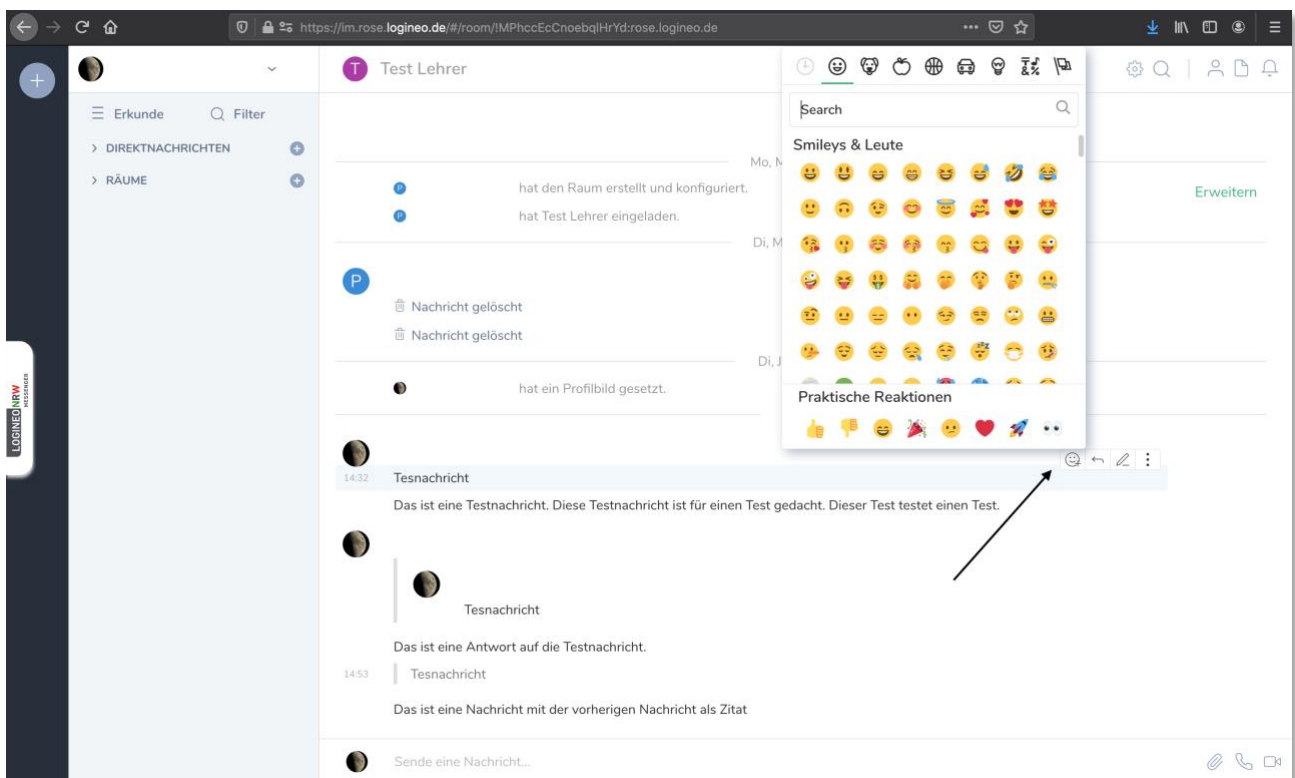 https://im.rose.logineo.de/#/room/!MPhccEcCnoebqlHrYd:rose.logineo.de
T Test Lehrer
Erkunde Filter
DIREKTNACHRICHTEN
RÄUME
LOGINEO NRW
MESSENGER
Search
Smileys & Leute
Praktische Reaktionen
Mo, M
P hat den Raum erstellt und konfiguriert.
Erweitern
P hat Test Lehrer eingeladen.
Di, M
P
Nachricht gelöscht
Nachricht gelöscht
Di, J
hat ein Profilbild gesetzt.
14:32 Tesnachricht
Das ist eine Testnachricht. Diese Testnachricht ist für einen Test gedacht. Dieser Test testet einen Test.
Tesnachricht
Das ist eine Antwort auf die Testnachricht.
14:53 Tesnachricht
Das ist eine Nachricht mit der vorherigen Nachricht als Zitat
Sende eine Nachricht...